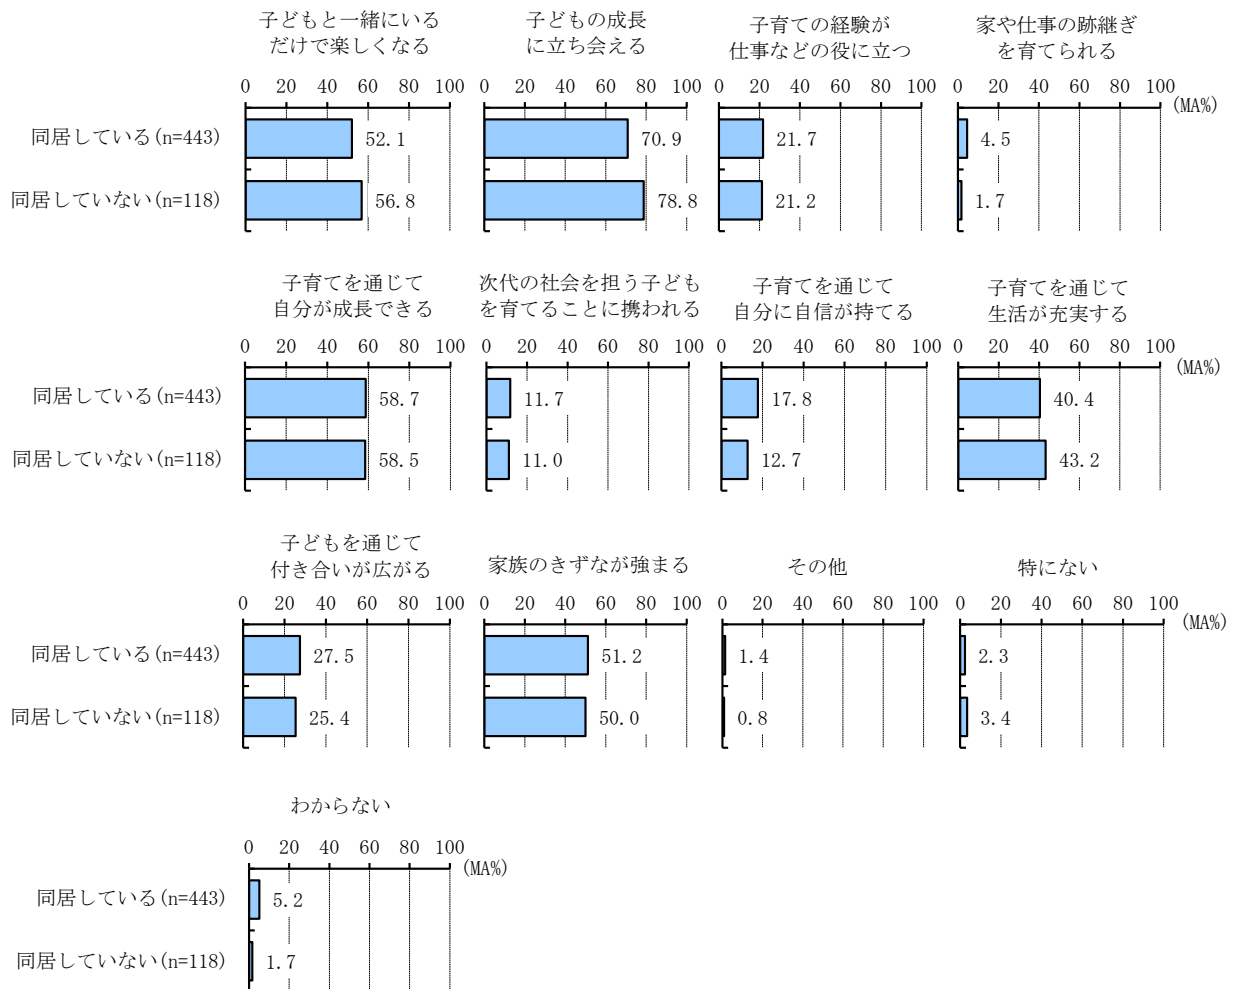 子どもと一緒にいる
だけで楽しくなる
子どもの成長
に立ち会える
子育ての経験が
仕事などの役に立つ
家や仕事の跡継ぎ
を育てられる
0 20 40 60 80 100 0 20 40 60 80 100 0 20 40 60 80 100 0 20 40 60 80 100
(MA%)
同居している(n=443) 52.1 70.9 21.7 4.5
同居していない(n=118) 56.8 78.8 21.2 1.7
子育てを通じて
自分が成長できる
次代の社会を担う子ども
を育てることに携われる
子育てを通じて
自分に自信が持てる
子育てを通じて
生活が充実する
0 20 40 60 80 100 0 20 40 60 80 100 0 20 40 60 80 100 0 20 40 60 80 100
(MA%)
同居している(n=443) 58.7 11.7 17.8 40.4
同居していない(n=118) 58.5 11.0 12.7 43.2
子どもを通じて
付き合いが広がる
家族のきずなが強まる
その他
特にない
0 20 40 60 80 100 0 20 40 60 80 100 0 20 40 60 80 100 0 20 40 60 80 100
(MA%)
同居している(n=443) 27.5 51.2 1.4 2.3
同居していない(n=118) 25.4 50.0 0.8 3.4
わからない
0 20 40 60 80 100
(MA%)
同居している(n=443) 5.2
同居していない(n=118) 1.7